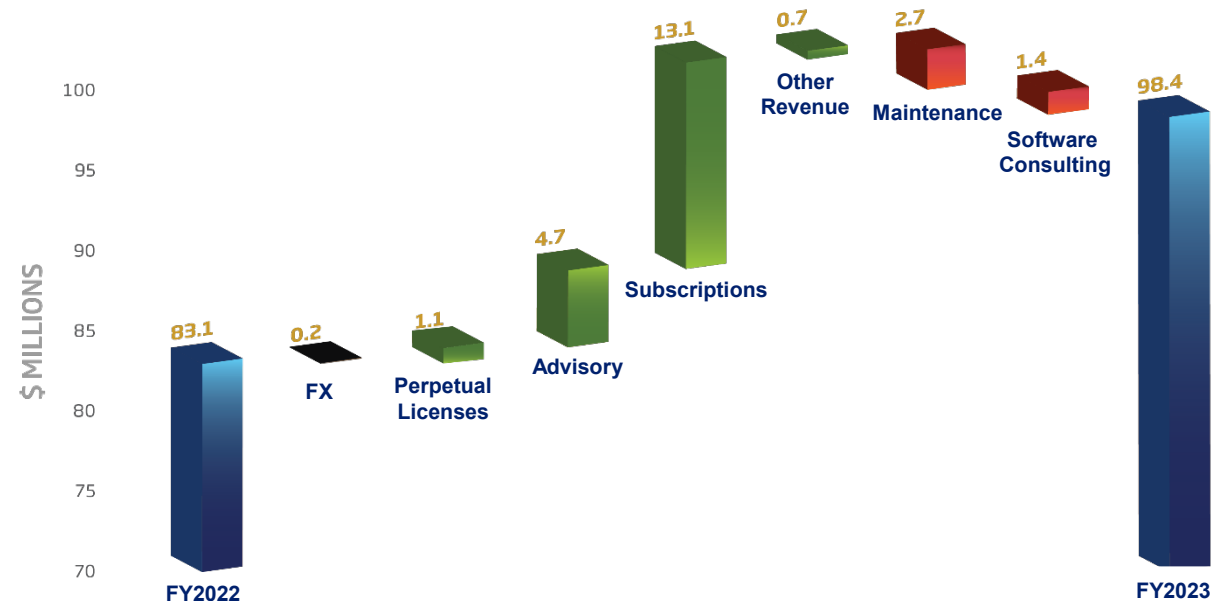 $ MILLIONS
100
95
90
85
80
75
70
83.1
FY2022
0.2
FX
1.1
Perpetual
Licenses
4.7
Advisory
13.1
Subscriptions
0.7
Other
Revenue
2.7
Maintenance
1.4
Software
Consulting
98.4
FY2023